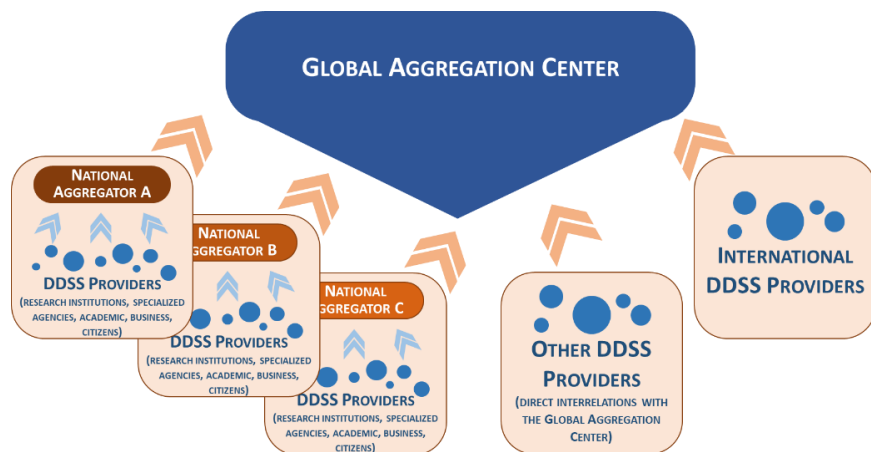 GLOBAL AGGREGATION CENTER
NATIONAL
AGGREGATOR A
DDSS PROVIDERS
(RESEARCH INSTITUTIONS, SPECIALIZED
AGENCIES, ACADEMIC, BUSINESS,
CITIZENS)
NATIONAL
GGREGATOR B
DDSS PROVIDERS
(RESEARCH INSTITUTIONS, SPECIALIZED
AGENCIES, ACADEMIC, BUSINESS,
CITIZENS)
NATIONAL
GGREGATOR C
DDSS PROVIDERS
(RESEARCH INSTITUTIONS, SPECIALIZED
AGENCIES, ACADEMIC, BUSINESS,
CITIZENS)
OTHER DDSS
PROVIDERS
(DIRECT INTERRELATIONS WITH
THE GLOBAL AGGREGATION
CENTER)
INTERNATIONAL
DDSS PROVIDERS